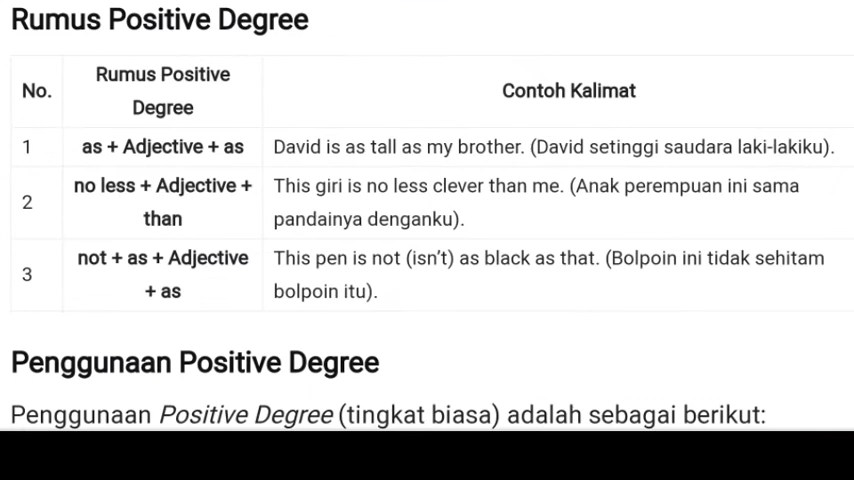 Rumus Positive Degree
No.
Rumus Positive
Degree
Contoh Kalimat
1
as + Adjective + as
David is as tall as my brother. (David setinggi saudara laki-lakiku).
2
no less + Adjective +
than
This giri is no less clever than me. (Anak perempuan ini sama
pandainya denganku).
3
not + as + Adjective
+ as
This pen is not (isn’t) as black as that. (Bolpoin ini tidak sehitam
bolpoin itu).
Penggunaan Positive Degree
Penggunaan Positive Degree (tingkat biasa) adalah sebagai berikut: